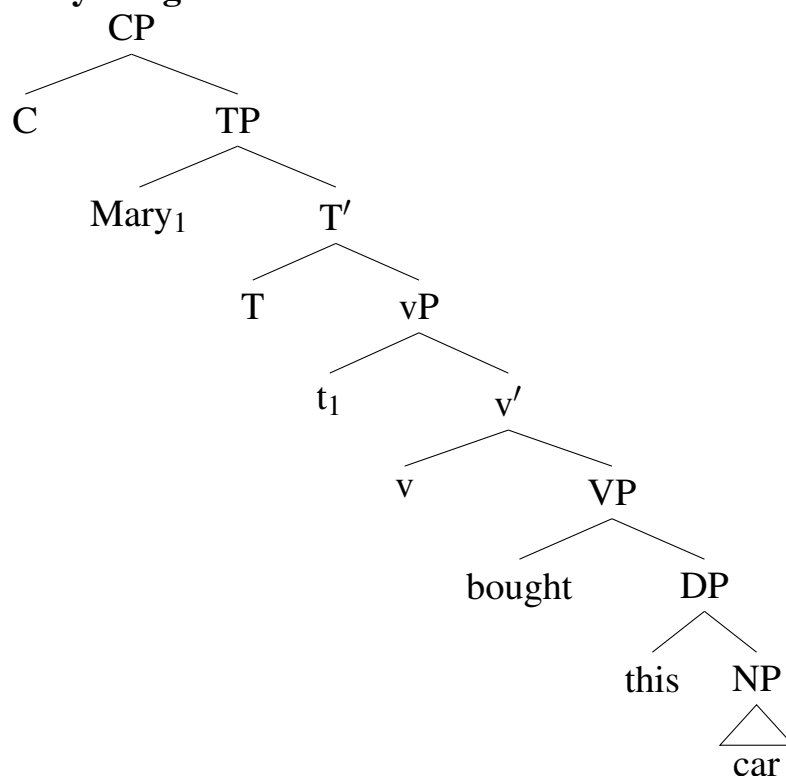 CP
C TP
Mary1 T′
T vP
t1 v′
v VP
bought DP
this NP
car